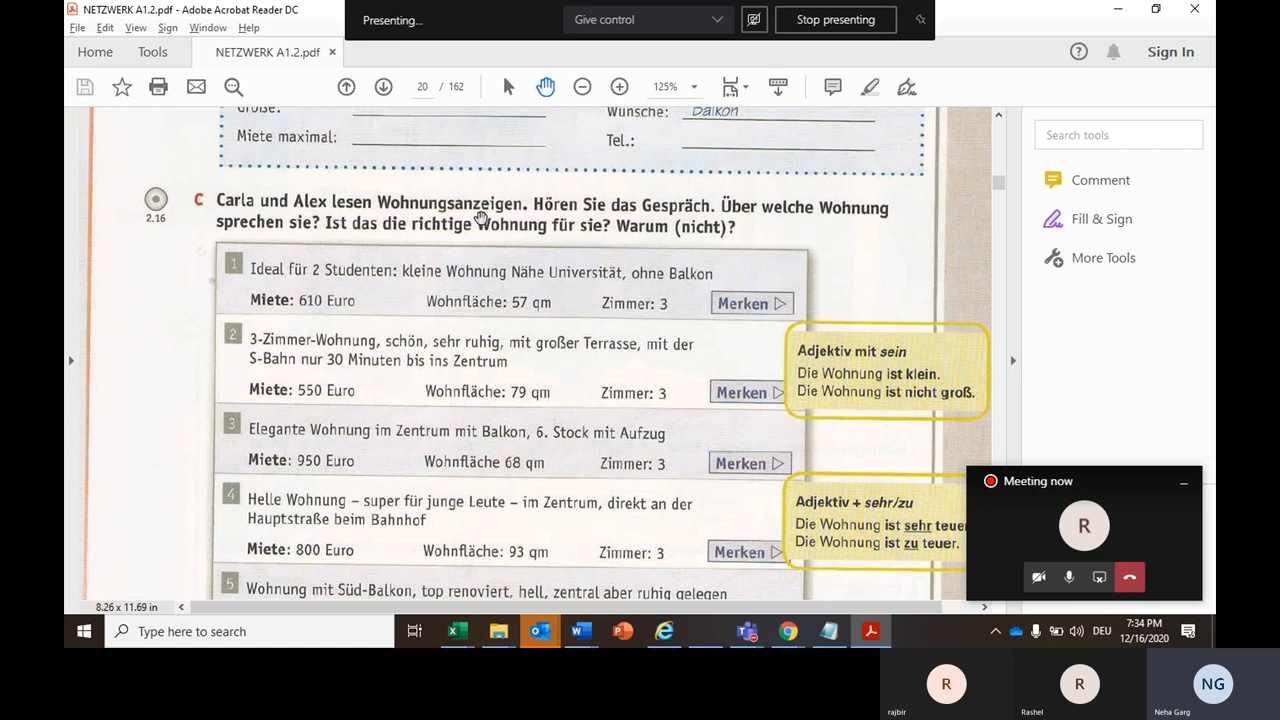 NETZWERK A1.2.pdf - Adobe Acrobat Reader DC
Presenting...
Give control
Stop presenting
File Edit View Sign Window Help
Home Tools NETZWERK A1.2.pdf ×
Sign In
20 / 162
125%
Größe:
Wünsche: Balkon
Miete maximal:
Tel.:
Search tools
Comment
Fill & Sign
More Tools
2.16
C Carla und Alex lesen Wohnungsanzeigen. Hören Sie das Gespräch. Über welche Wohnung
sprechen sie? Ist das die richtige Wohnung für sie? Warum (nicht)?
1 Ideal für 2 Studenten: kleine Wohnung Nähe Universität, ohne Balkon
Miete: 610 Euro Wohnfläche: 57 qm Zimmer: 3 Merken
2 3-Zimmer-Wohnung, schön, sehr ruhig, mit großer Terrasse, mit der
S-Bahn nur 30 Minuten bis ins Zentrum
Miete: 550 Euro Wohnfläche: 79 qm Zimmer: 3 Merken
3 Elegante Wohnung im Zentrum mit Balkon, 6. Stock mit Aufzug
Miete: 950 Euro Wohnfläche 68 qm Zimmer: 3 Merken
4 Helle Wohnung – super für junge Leute – im Zentrum, direkt an der
Hauptstraße beim Bahnhof
Miete: 800 Euro Wohnfläche: 93 qm Zimmer: 3 Merken
5 Wohnung mit Süd-Balkon, top renoviert, hell, zentral aber ruhig gelegen
Adjektiv mit sein
Die Wohnung ist klein.
Die Wohnung ist nicht groß.
Adjektiv + sehr/zu
Die Wohnung ist sehr teuer
Die Wohnung ist zu teuer.
Meeting now
R
8.26 x 11.69 in
Type here to search
DEU
7:34 PM
12/16/2020
R
rajbir
R
Rashel
NG
Neha Garg